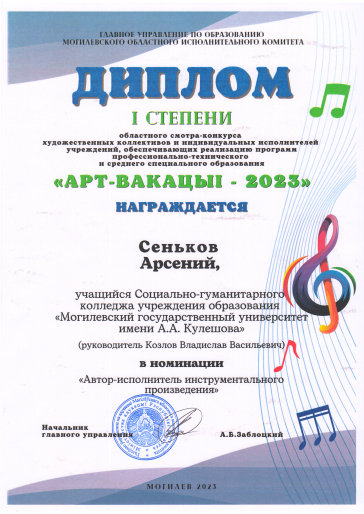 ГЛАВНОЕ УПРАВЛЕНИЕ ПО ОБРАЗОВАНИЮ
МОГИЛЕВСКОГО ОБЛАСТНОГО ИСПОЛНИТЕЛЬНОГО КОМИТЕТА
ДИПЛОМ
I СТЕПЕНИ
областного смотра-конкурса
художественных коллективов и индивидуальных исполнителей
учреждений, обеспечивающих реализацию программ
профессионально-технического
и среднего специального образования
«АРТ-ВАКАЦЫІ - 2023»
НАГРАЖДАЕТСЯ
Сеньков
Арсений,
учащийся Социально-гуманитарного
колледжа учреждения образования
«Могилевский государственный университет
имени А.А. Кулешова»
(руководитель Козлов Владислав Васильевич)
в номинации
«Автор-исполнитель инструментального
произведения»
Начальник
главного управления
А.Б.Заблоцкий
МОГИЛЕВ 2023